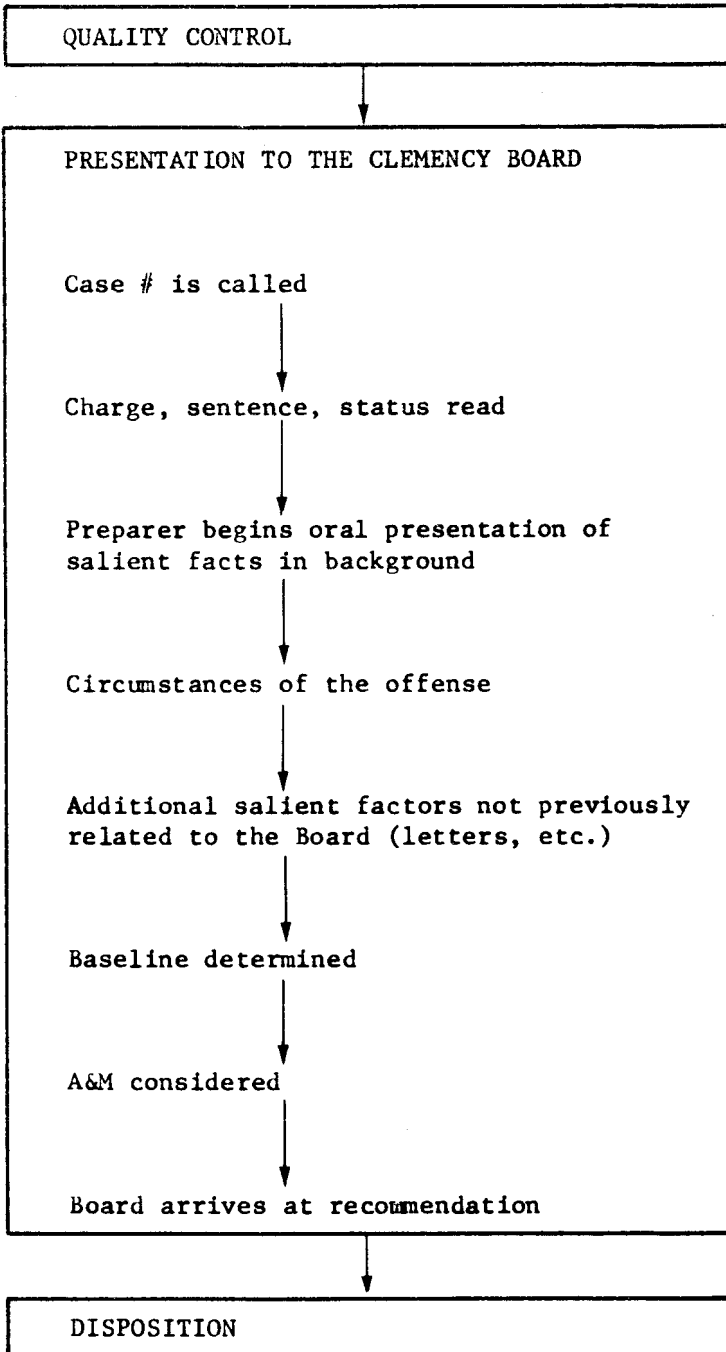 QUALITY CONTROL
PRESENTATION TO THE CLEMENCY BOARD
Case # is called
Charge, sentence, status read
Preparer begins oral presentation of
salient facts in background
Circumstances of the offense
Additional salient factors not previously
related to the Board (letters, etc.)
Baseline determined
A&M considered
Board arrives at recommendation
DISPOSITION